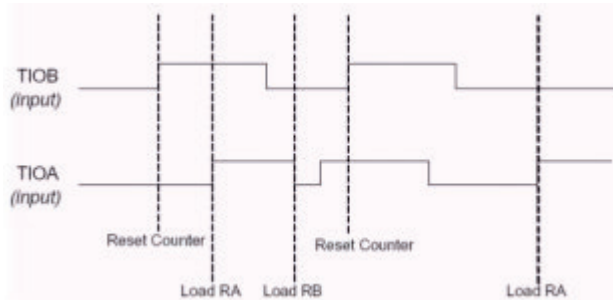 TIOB
(input)
TIOA
(input)
Reset Counter
Reset Counter
Load RA
Load RB
Load RA